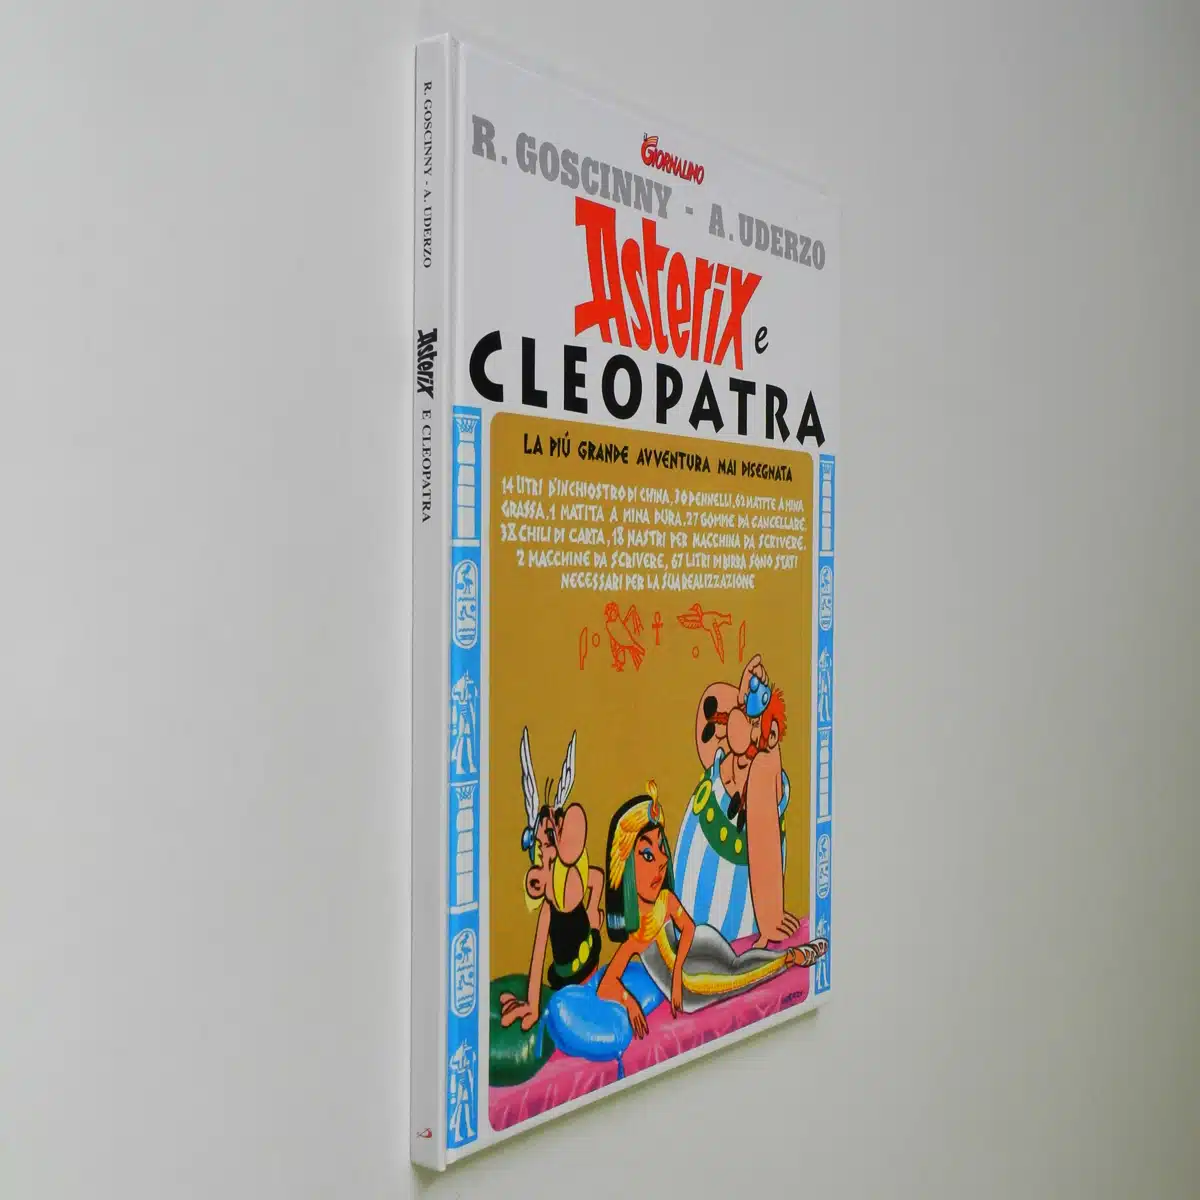 R. GOSCINNY - A. UDERZO
Asterix E CLEOPATRA
il GIORNALINO
R. GOSCINNY - A. UDERZO
Asterix e
CLEOPATRA
LA PIÚ GRANDE AVVENTURA MAI DISEGNATA
14 LITRI D'INCHIOSTRO DI CHINA, 30 PENNELLI, 62 MATITE A MINA
GRASSA, 1 MATITA A MINA DURA, 27 GOMME DA CANCELLARE,
38 CHILI DI CARTA, 18 NASTRI PER MACCHINA DA SCRIVERE,
2 MACCHINE DA SCRIVERE, 67 LITRI DI BIRRA SONO STATI
NECESSARI PER LA SUA REALIZZAZIONE